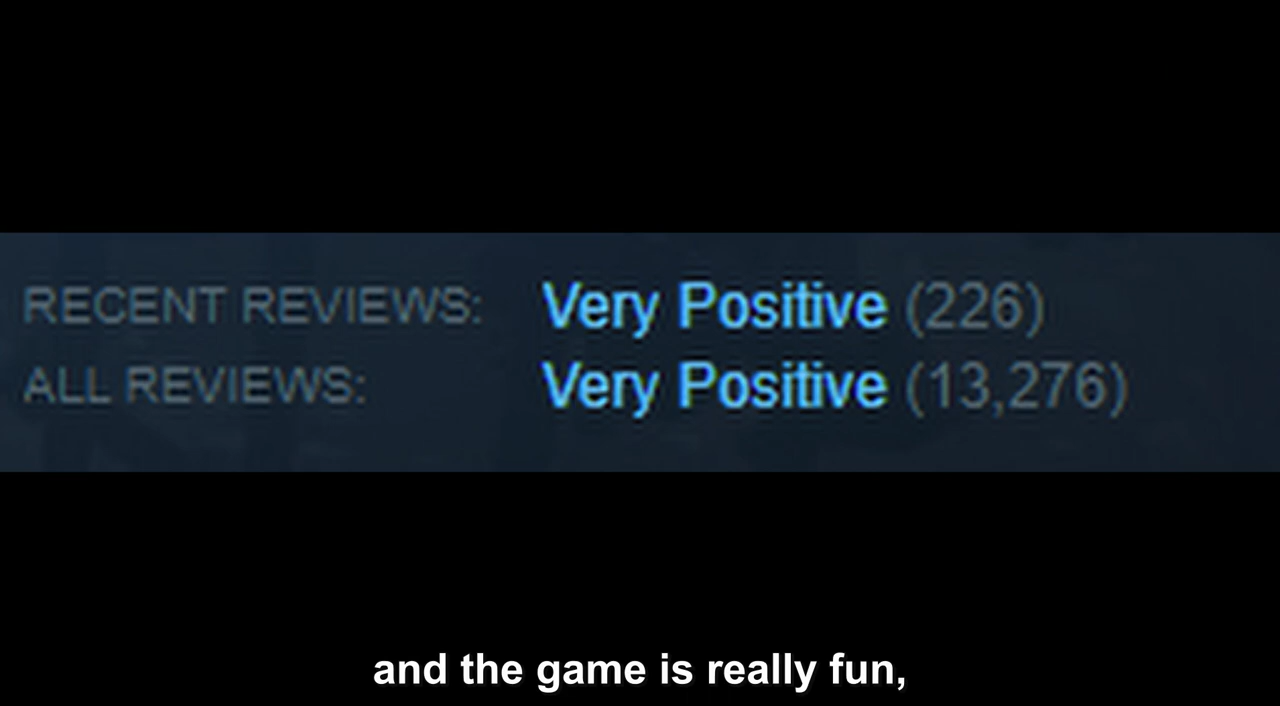 RECENT REVIEWS: Very Positive (226)
ALL REVIEWS: Very Positive (13,276)
and the game is really fun,